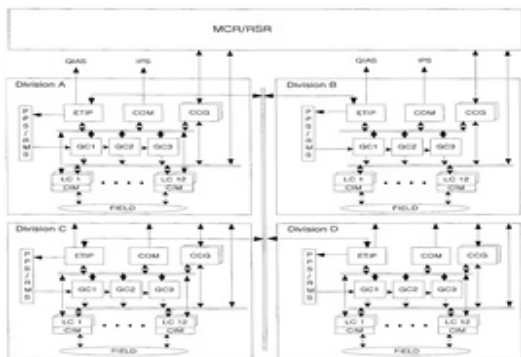 MCR/RSR
QIAS IPS QIAS IPS
Division A
ETIP COM CCG
GC1 GC2 GC3
LC 1 LC 12
CIM CIM
FIELD
Division B
ETIP COM CCG
GC1 GC2 GC3
LC 1 LC 12
CIM CIM
FIELD
Division C
ETIP COM CCG
GC1 GC2 GC3
LC 1 LC 12
CIM CIM
FIELD
Division D
ETIP COM CCG
GC1 GC2 GC3
LC 1 LC 12
CIM CIM
FIELD